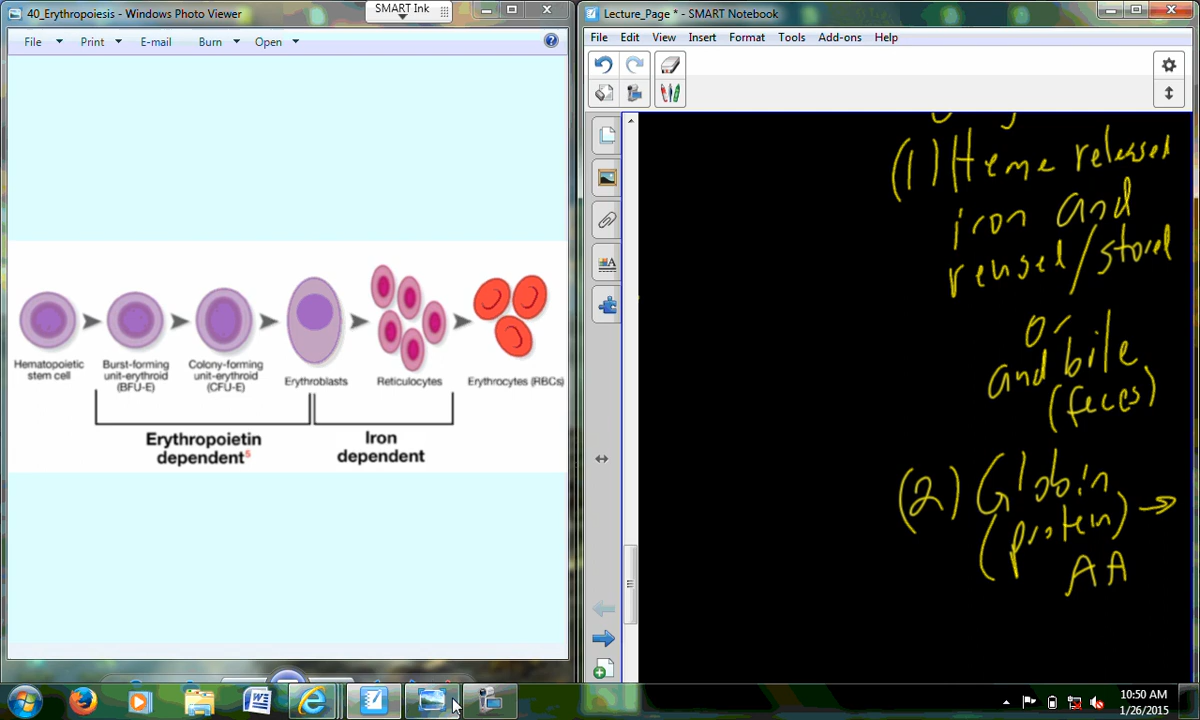 40_Erythropoiesis - Windows Photo Viewer
SMART Ink
File Print E-mail Burn Open
Hematopoietic stem cell
Burst-forming unit-erythroid (BFU-E)
Colony-forming unit-erythroid (CFU-E)
Erythroblasts
Reticulocytes
Erythrocytes (RBCs)
Erythropoietin
dependent5
Iron
dependent
Lecture_Page * - SMART Notebook
File Edit View Insert Format Tools Add-ons Help
(1) Heme released
iron and
reused/stored
or
and bile
(feces)
(2) Globin
(protein) →
AA
10:50 AM
1/26/2015